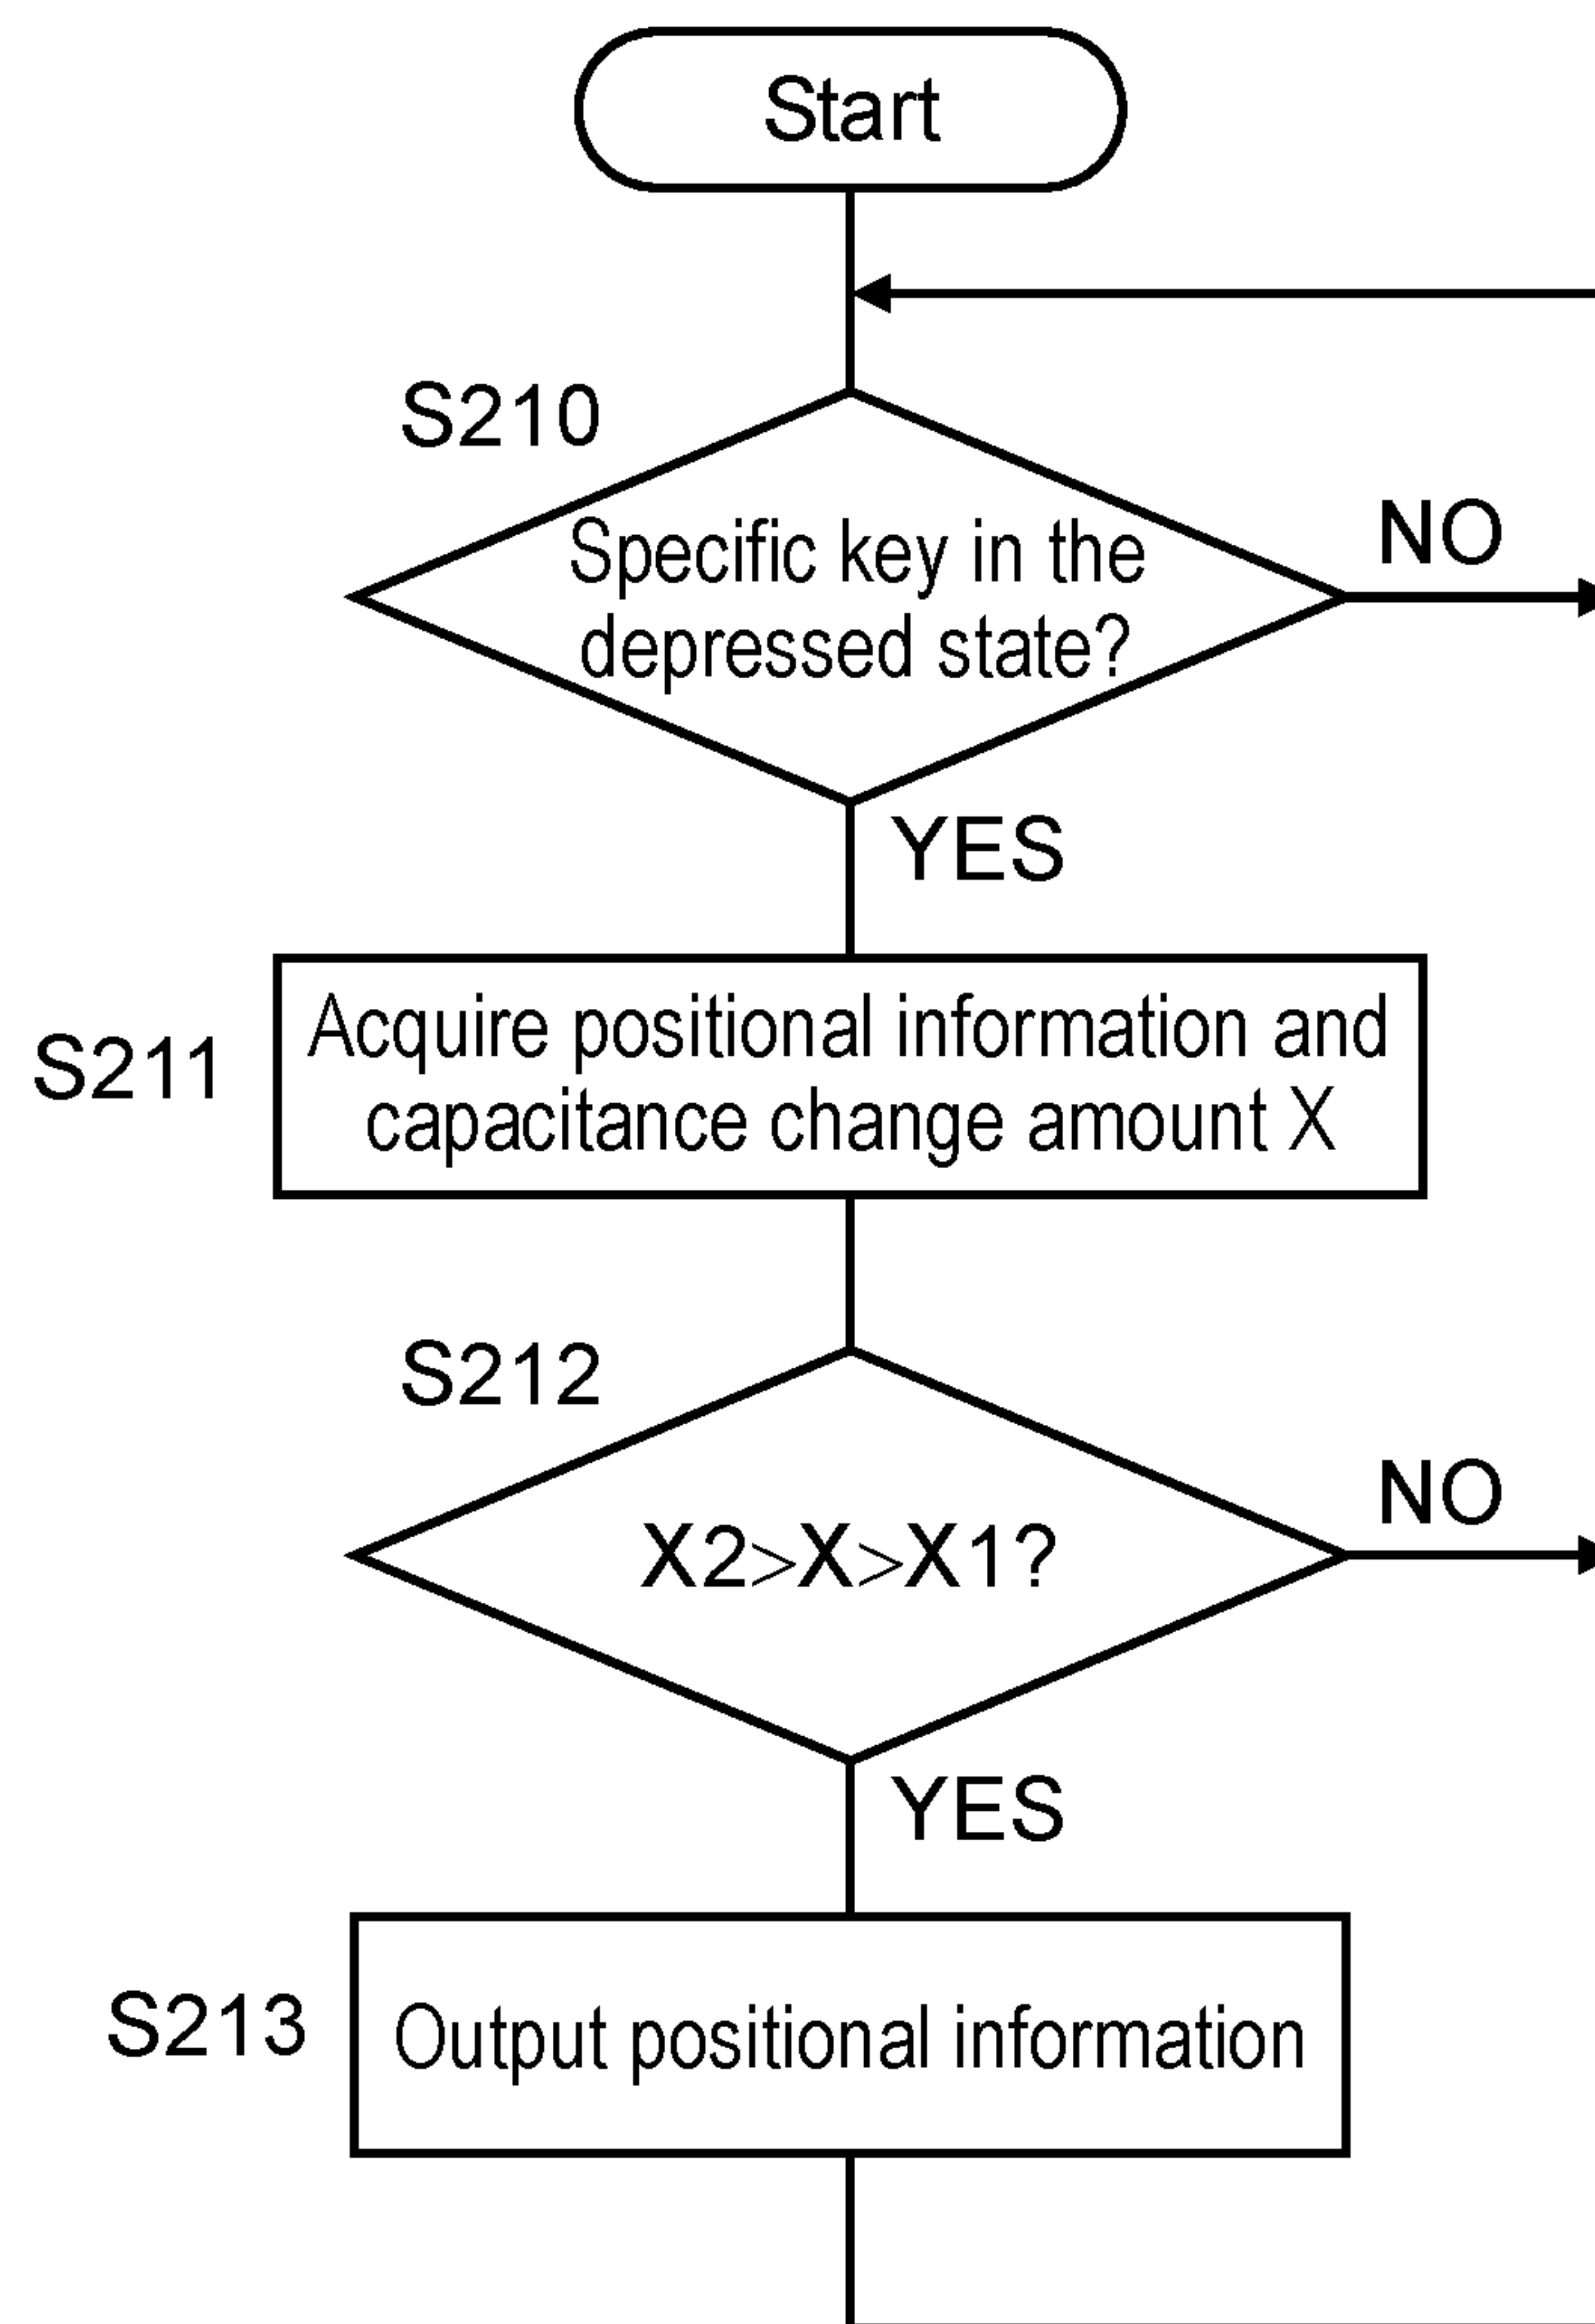 Start
S210
Specific key in the
depressed state?
NO
YES
S211
Acquire positional information and
capacitance change amount X
S212
X2>X>X1?
NO
YES
S213
Output positional information